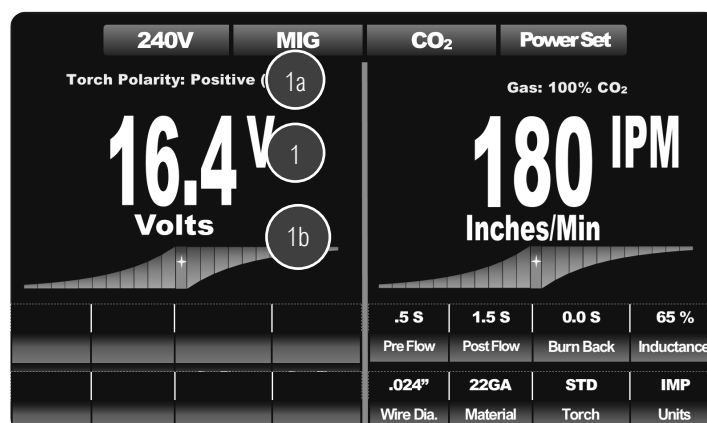 240V MIG CO₂ Power Set
Torch Polarity: Positive (
1a
Gas: 100% CO₂
16.4 V
1
180 IPM
Volts
1b
Inches/Min
.5 S 1.5 S 0.0 S 65 %
Pre Flow Post Flow Burn Back Inductance
.024” 22GA STD IMP
Wire Dia. Material Torch Units